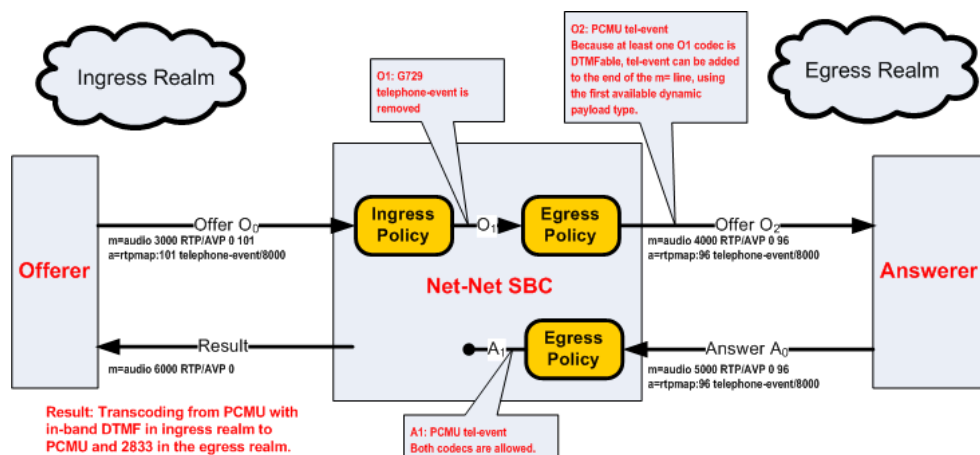 Ingress Realm
Egress Realm
O1: G729
telephone-event is
removed
O2: PCMU tel-event
Because at least one O1 codec is
DTMFable, tel-event can be added
to the end of the m= line, using
the first available dynamic
payload type.
Offerer
Offer O0
m=audio 3000 RTP/AVP 0 101
a=rtpmap:101 telephone-event/8000
Ingress
Policy
O1
Egress
Policy
Offer O2
m=audio 4000 RTP/AVP 0 96
a=rtpmap:96 telephone-event/8000
Answerer
Net-Net SBC
Result
m=audio 6000 RTP/AVP 0
A1
Egress
Policy
Answer A0
m=audio 5000 RTP/AVP 0 96
a=rtpmap:96 telephone-event/8000
Result: Transcoding from PCMU with
in-band DTMF in ingress realm to
PCMU and 2833 in the egress realm.
A1: PCMU tel-event
Both codecs are allowed.